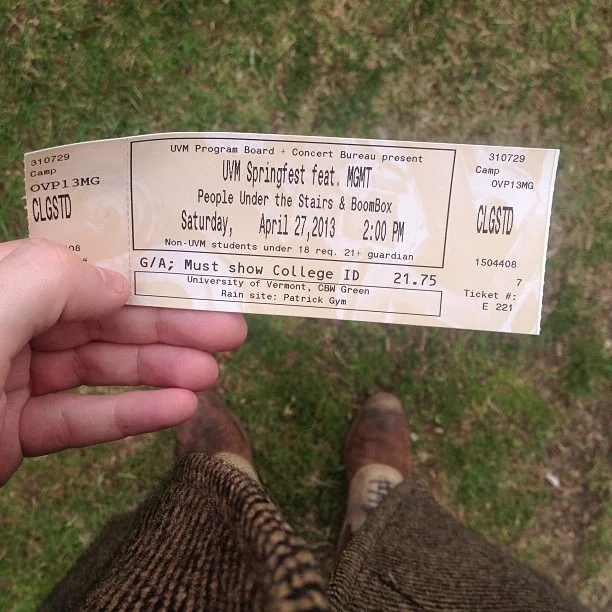 310729
Camp
OVP13MG
CLGSTD
08
UVM Program Board + Concert Bureau present
UVM Springfest feat. MGMT
People Under the Stairs & BoomBox
Saturday, April 27,2013 2:00 PM
Non-UVM students under 18 req. 21+ guardian
G/A; Must show College ID 21.75
University of Vermont, CBW Green
Rain site: Patrick Gym
310729
Camp
OVP13MG
CLGSTD
1504408
7
Ticket #:
E 221